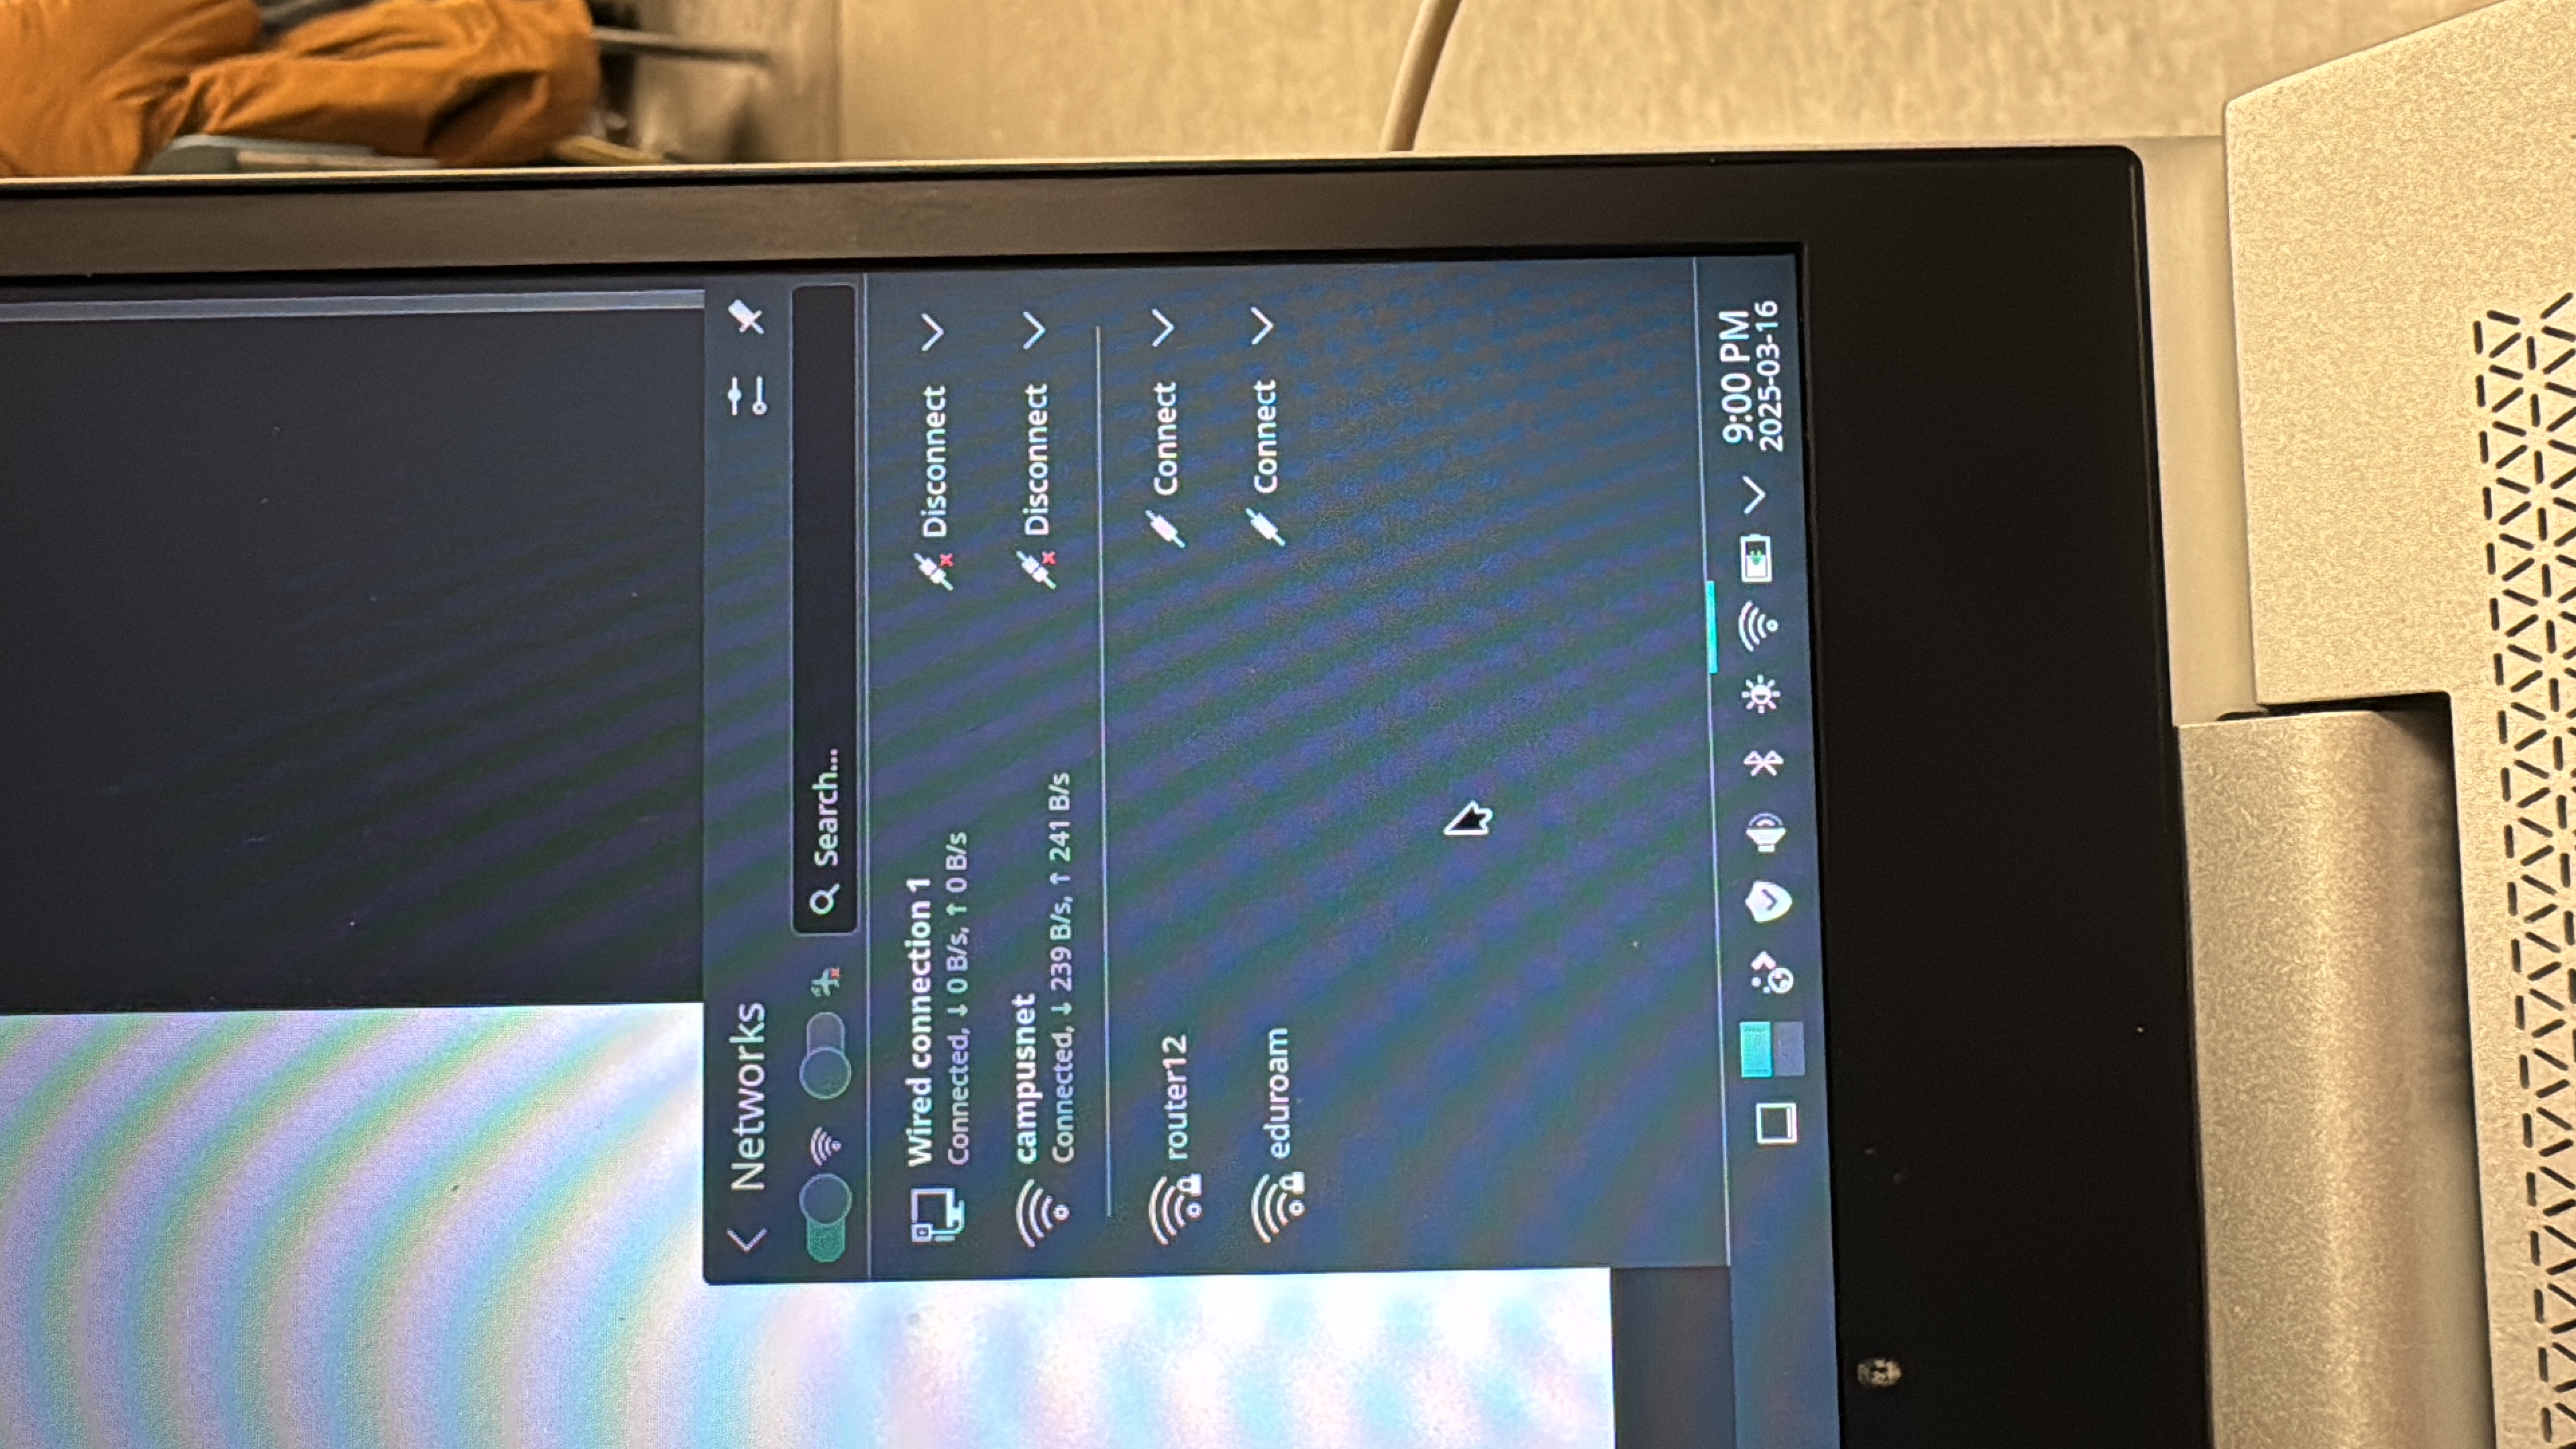 Networks
Search...
Wired connection 1
Disconnect
Connected, ↓ 0 B/s, ↑ 0 B/s
campusnet
Disconnect
Connected, ↓ 239 B/s, ↑ 241 B/s
router12
Connect
eduroam
Connect
9:00 PM
2025-03-16